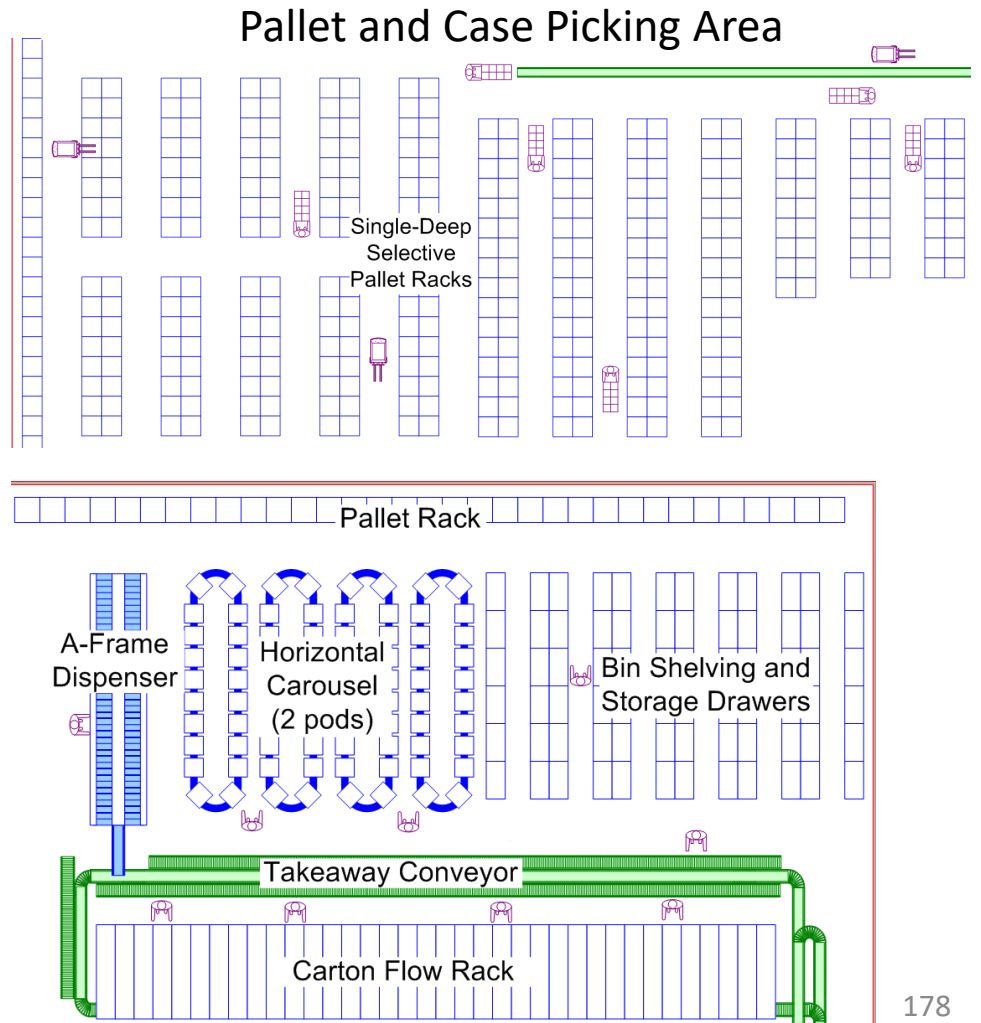 Pallet and Case Picking Area
Single-Deep
Selective
Pallet Racks
Pallet Rack
A-Frame
Dispenser
Horizontal
Carousel
(2 pods)
Bin Shelving and
Storage Drawers
Takeaway Conveyor
Carton Flow Rack
178